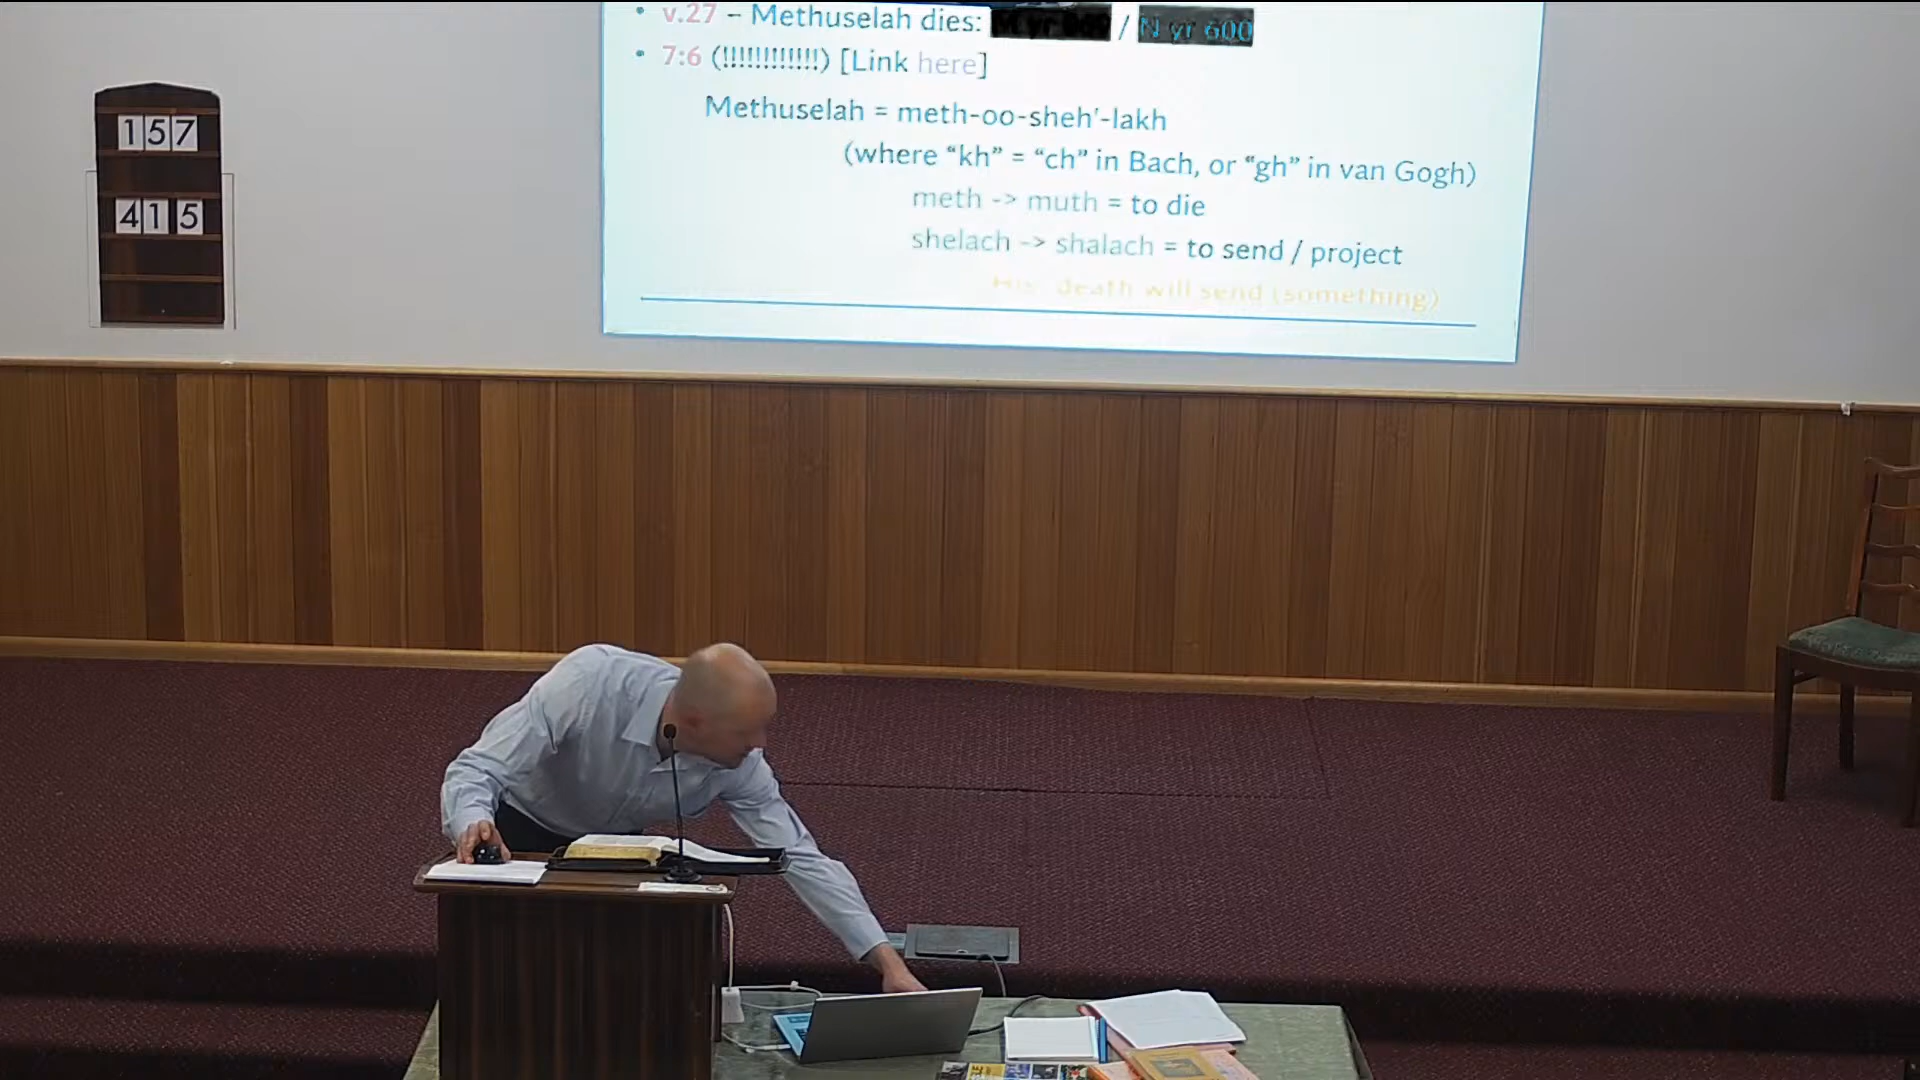 • v.27 – Methuselah dies: / N yr 600
• 7:6 (!!!!!!!!!!!!) [Link here]
Methuselah = meth-oo-sheh'-lakh
(where “kh” = “ch” in Bach, or “gh” in van Gogh)
meth -> muth = to die
shelach -> shalach = to send / project
death will send (something)
157
415